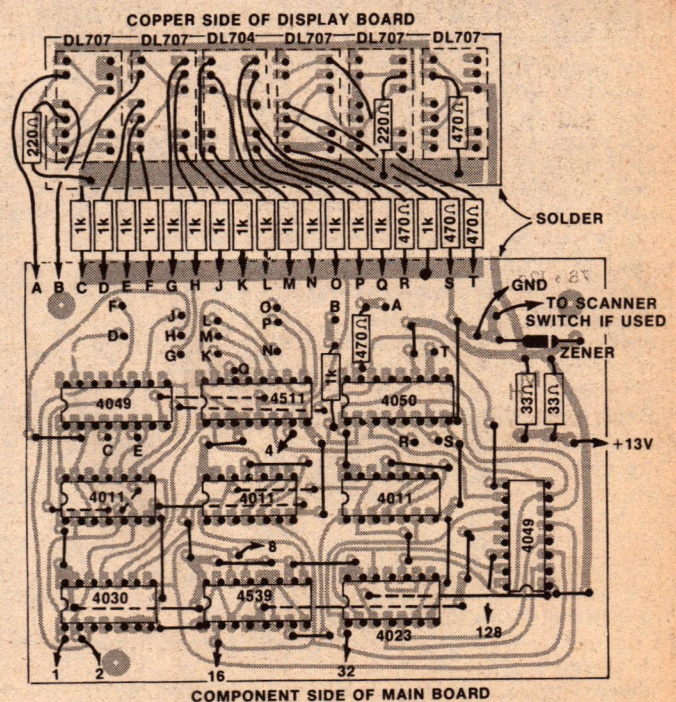 COPPER SIDE OF DISPLAY BOARD
DL707 DL707 DL704 DL707 DL707 DL707
220Ω 220Ω 470Ω
1k 1k 1k 1k 1k 1k 1k 1k 1k 1k 1k 1k 1k 470Ω 1k 470Ω 470Ω
SOLDER
A B C D E F G H J K L M N O P Q R S T
GND
TO SCANNER
SWITCH IF USED
ZENER
F J O B A
D H L P
G M K N T
Q
470Ω
1k
33Ω 33Ω
4049 4511 4050
C E 4 R S
+13V
4011 4011 4011
4049
8
4030 4539 4023
128
1 2 16 32
COMPONENT SIDE OF MAIN BOARD